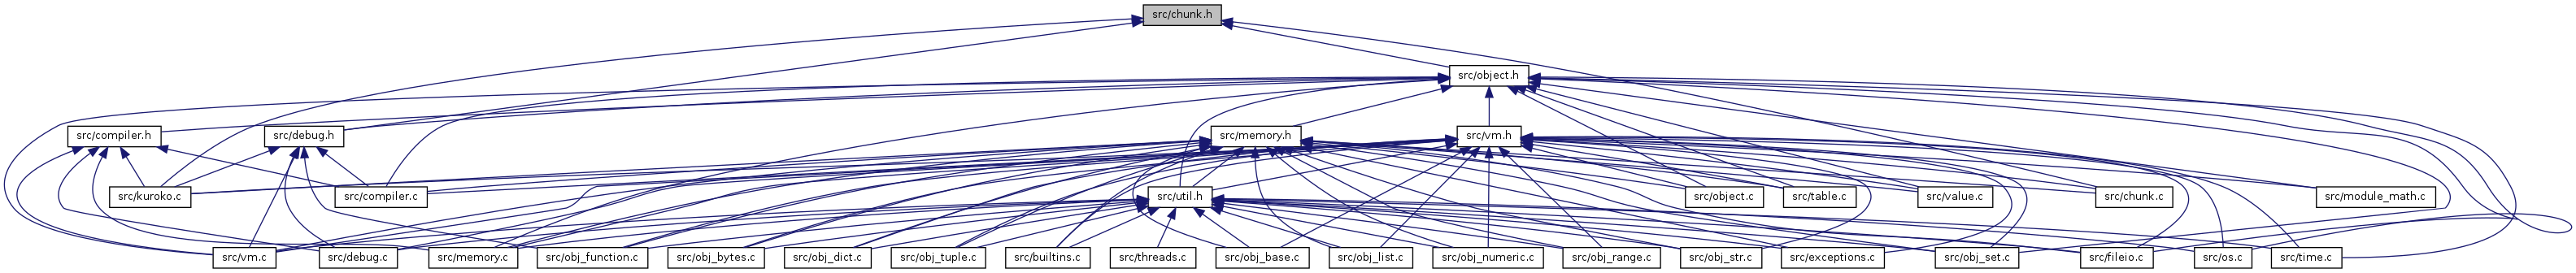 src/chunk.h
src/object.h
src/compiler.h
src/debug.h
src/memory.h
src/vm.h
src/kuroko.c
src/compiler.c
src/util.h
src/object.c
src/table.c
src/value.c
src/chunk.c
src/module_math.c
src/vm.c
src/debug.c
src/memory.c
src/obj_function.c
src/obj_bytes.c
src/obj_dict.c
src/obj_tuple.c
src/builtins.c
src/threads.c
src/obj_base.c
src/obj_list.c
src/obj_numeric.c
src/obj_range.c
src/obj_str.c
src/exceptions.c
src/obj_set.c
src/fileio.c
src/os.c
src/time.c